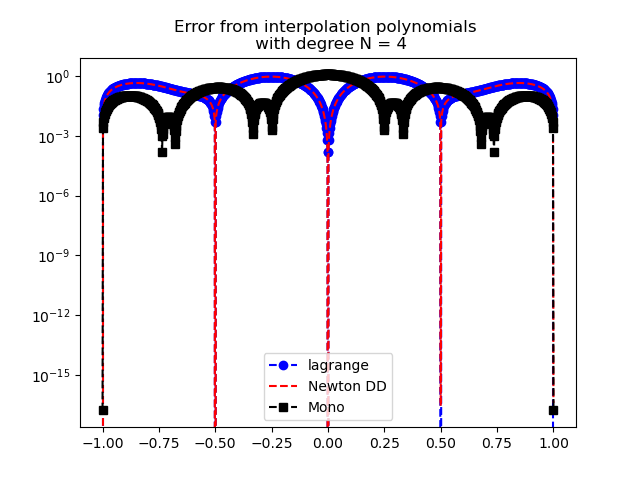 Error from interpolation polynomials
with degree N = 4
10^0
10^-3
10^-6
10^-9
10^-12
10^-15
lagrange
Newton DD
Mono
−1.00 −0.75 −0.50 −0.25 0.00 0.25 0.50 0.75 1.00